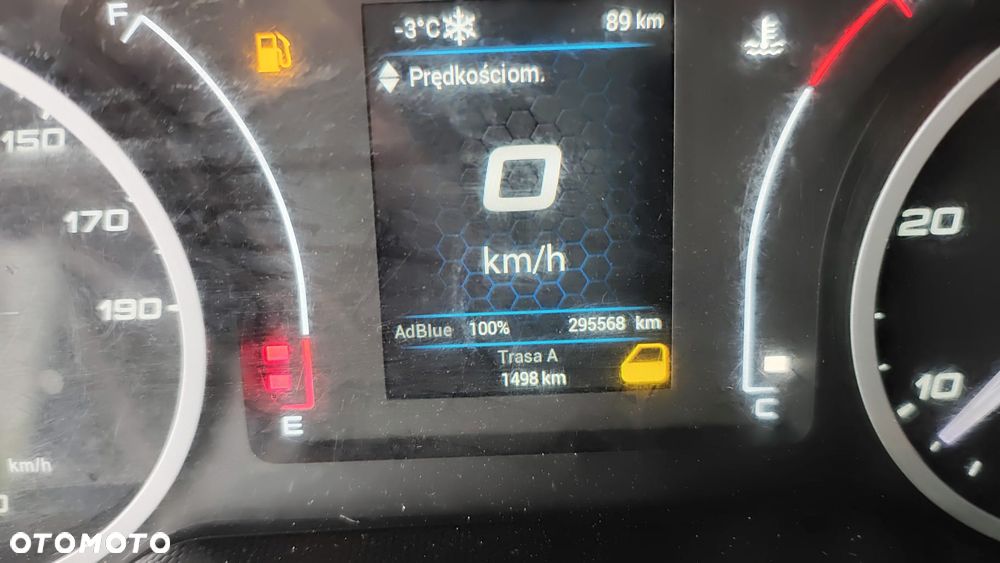 F
-3°C 89 km
Prędkościom.
150
170
190
0
km/h
20
10
AdBlue 100% 295568 km
Trasa A
1498 km
E
C
km/h
0
OTOMOTO